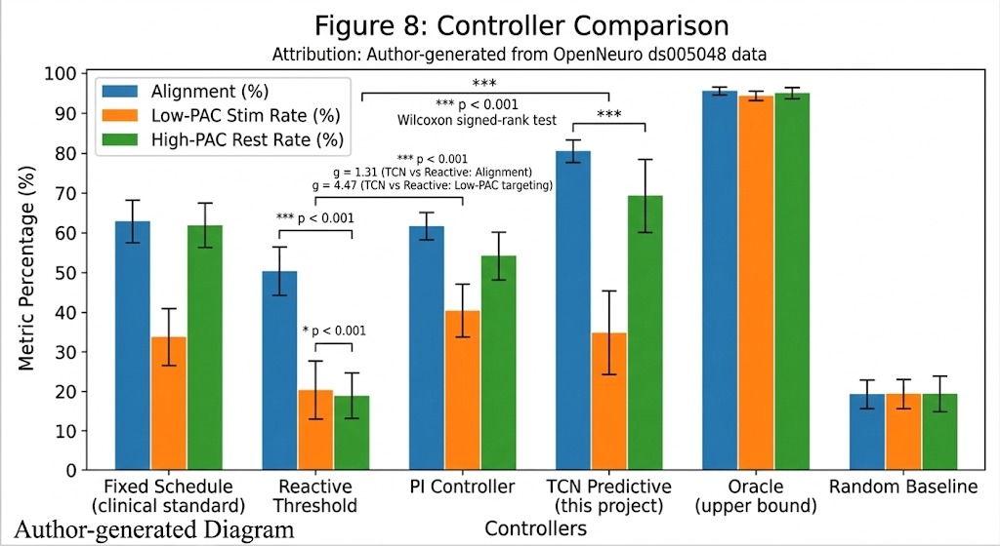 Figure 8: Controller Comparison
Attribution: Author-generated from OpenNeuro ds005048 data
Metric Percentage (%)
100
90
80
70
60
50
40
30
20
10
0
Alignment (%)
Low-PAC Stim Rate (%)
High-PAC Rest Rate (%)
***
*** p < 0.001
Wilcoxon signed-rank test
***
*** p < 0.001
g = 1.31 (TCN vs Reactive: Alignment)
g = 4.47 (TCN vs Reactive: Low-PAC targeting)
*** p < 0.001
* p < 0.001
Fixed Schedule
(clinical standard)
Reactive
Threshold
PI Controller
TCN Predictive
(this project)
Oracle
(upper bound)
Random Baseline
Controllers
Author-generated Diagram